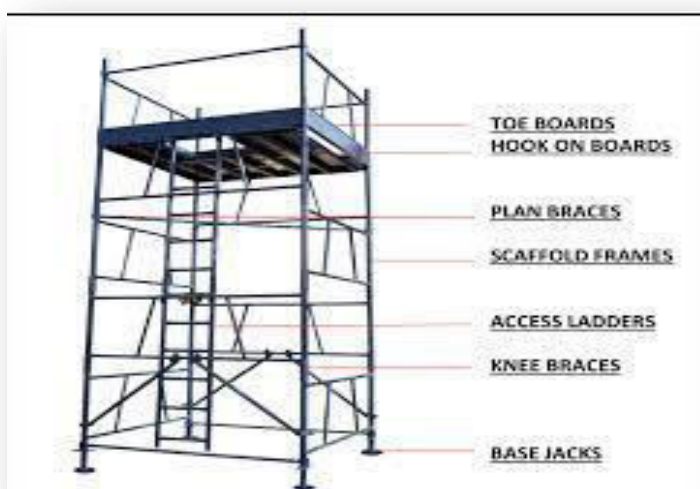 TOE BOARDS
HOOK ON BOARDS
PLAN BRACES
SCAFFOLD FRAMES
ACCESS LADDERS
KNEE BRACES
BASE JACKS